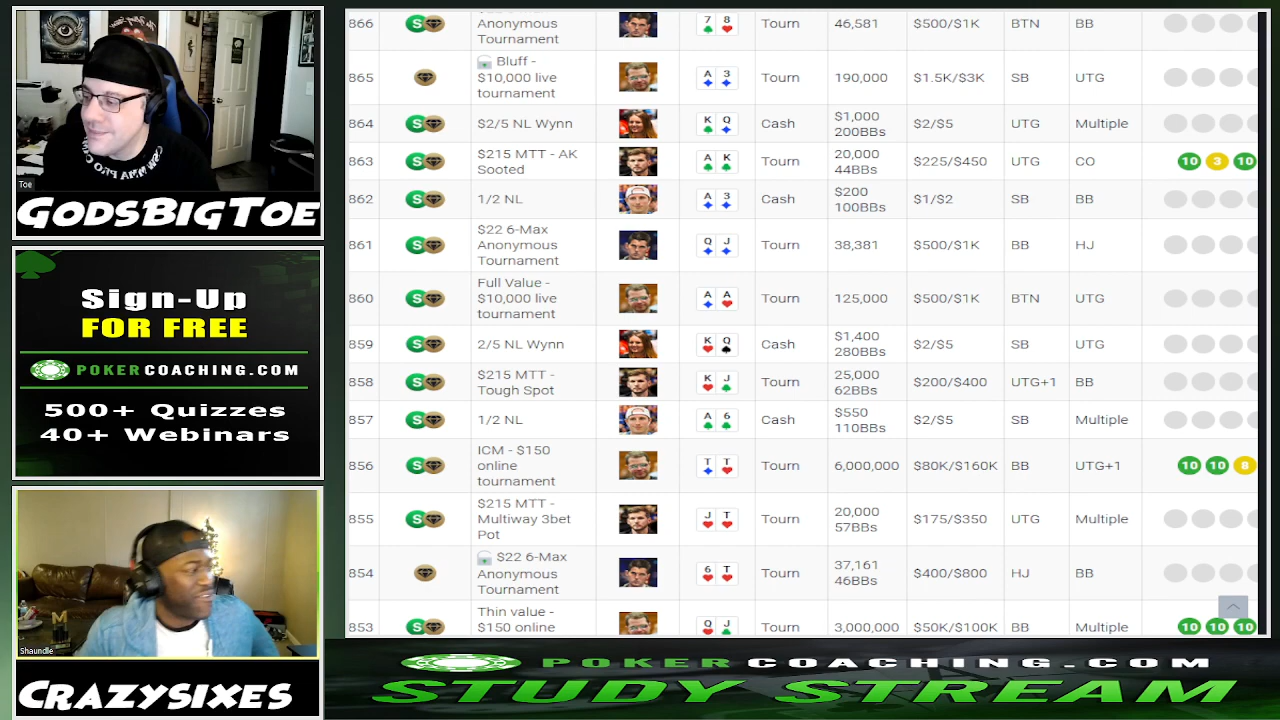 Toe
GODSBIGTOE
Sign-Up
FOR FREE
POKERCOACHING.COM
500+ Quizzes
40+ Webinars
Shaundle
CRAZYSIXES
866 S Anonymous Tournament 7 8 Tourn 46,581 $500/$1K BTN BB
865 Bluff - $10,000 live tournament A 3 Tourn 190,000 $1.5K/$3K SB UTG
864 S $2/5 NL Wynn K Q Cash $1,000 200BBs $2/$5 UTG Multiple
863 S $215 MTT - AK Sooted A K Tourn 20,000 44BBs $225/$450 UTG CO 10 3 10
862 S 1/2 NL A 3 Cash $200 100BBs $1/$2 SB BB
861 S $22 6-Max Anonymous Tournament Q J Tourn 38,381 $500/$1K BB HJ
860 S Full Value - $10,000 live tournament A A Tourn 125,000 $500/$1K BTN UTG
859 S 2/5 NL Wynn K Q Cash $1,400 280BBs $2/$5 SB UTG
858 S $215 MTT - Tough Spot K J Tourn 25,000 62BBs $200/$400 UTG+1 BB
857 S 1/2 NL A 6 Cash $550 110BBs $2/$5 SB Multiple
856 S ICM - $150 online tournament T T Tourn 6,000,000 $80K/$160K BB UTG+1 10 10 8
855 S $215 MTT - Multiway 3bet Pot J T Tourn 20,000 57BBs $175/$350 UTG Multiple
854 $22 6-Max Anonymous Tournament 6 T Tourn 37,161 46BBs $400/$800 HJ BB
853 S Thin value - $150 online Q J Tourn 3,000,000 $50K/$100K BB Multiple 10 10 10
POKERCOACHING.COM
STUDY STREAM